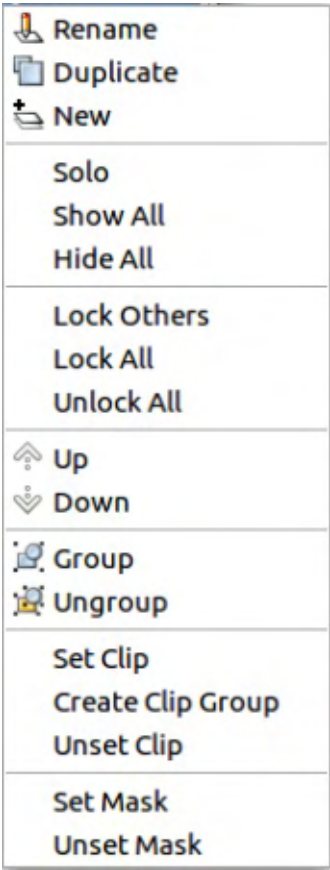 Rename
Duplicate
New
Solo
Show All
Hide All
Lock Others
Lock All
Unlock All
Up
Down
Group
Ungroup
Set Clip
Create Clip Group
Unset Clip
Set Mask
Unset Mask